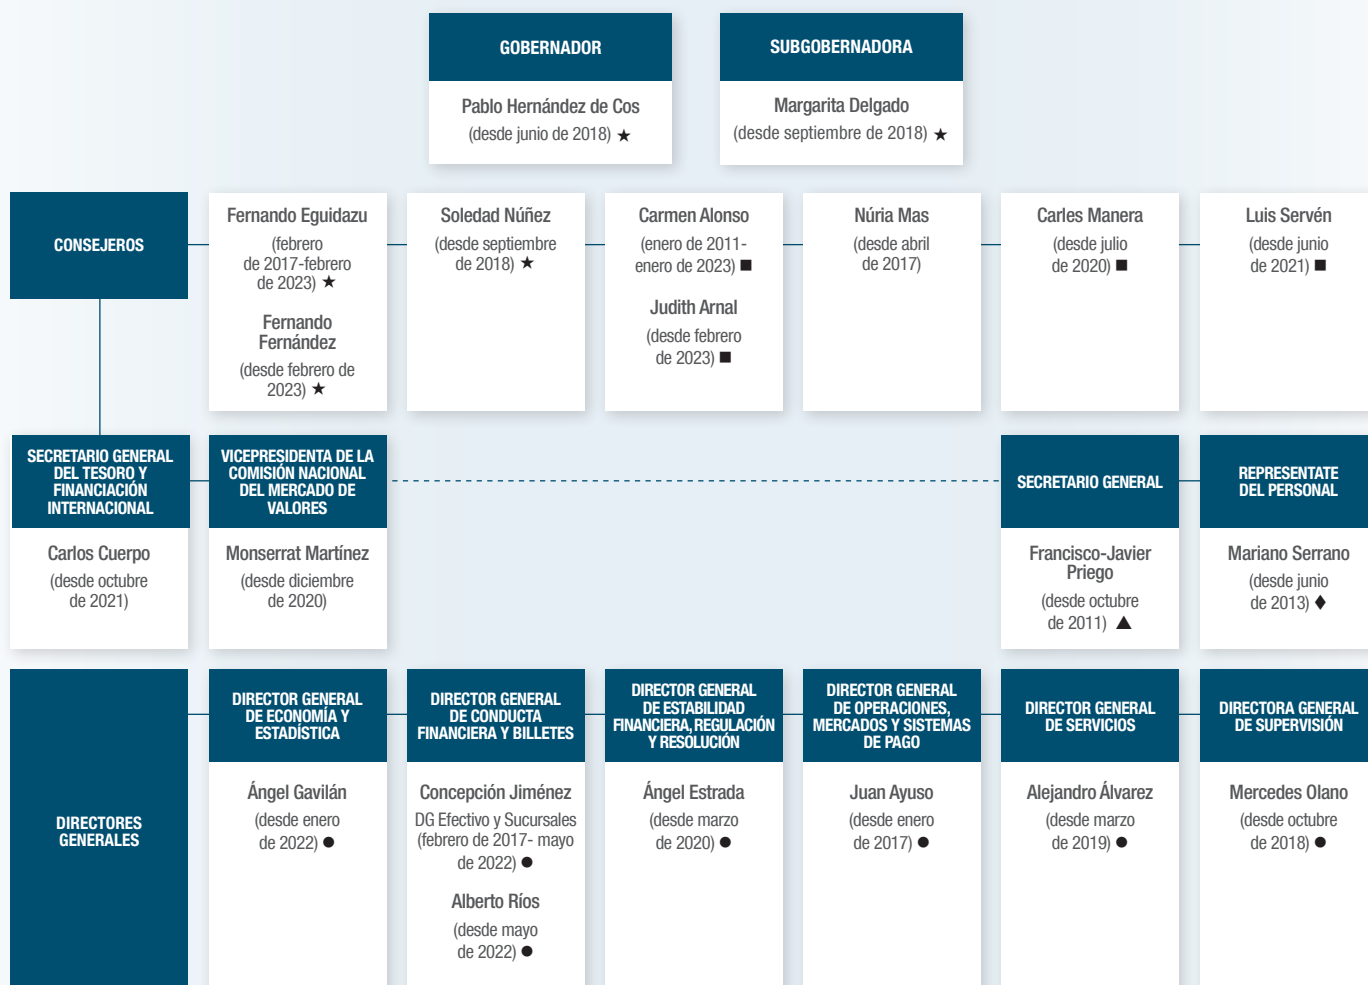 GOBERNADOR
Pablo Hernández de Cos
(desde junio de 2018) ★
SUBGOBERNADORA
Margarita Delgado
(desde septiembre de 2018) ★
CONSEJEROS
Fernando Eguidazu
(febrero
de 2017-febrero
de 2023) ★
Fernando
Fernández
(desde febrero de
2023) ★
Soledad Núñez
(desde septiembre
de 2018) ★
Carmen Alonso
(enero de 2011-
enero de 2023) ■
Judith Arnal
(desde febrero
de 2023) ■
Núria Mas
(desde abril
de 2017)
Carles Manera
(desde julio
de 2020) ■
Luis Servén
(desde junio
de 2021) ■
SECRETARIO GENERAL
DEL TESORO Y
FINANCIACIÓN
INTERNACIONAL
Carlos Cuerpo
(desde octubre
de 2021)
VICEPRESIDENTA DE LA
COMISIÓN NACIONAL
DEL MERCADO DE
VALORES
Monserrat Martínez
(desde diciembre
de 2020)
SECRETARIO GENERAL
Francisco-Javier
Priego
(desde octubre
de 2011) ▲
REPRESENTATE
DEL PERSONAL
Mariano Serrano
(desde junio
de 2013) ♦
DIRECTORES
GENERALES
DIRECTOR GENERAL
DE ECONOMÍA Y
ESTADÍSTICA
Ángel Gavilán
(desde enero
de 2022) ●
DIRECTOR GENERAL
DE CONDUCTA
FINANCIERA Y BILLETES
Concepción Jiménez
DG Efectivo y Sucursales
(febrero de 2017- mayo
de 2022) ●
Alberto Ríos
(desde mayo
de 2022) ●
DIRECTOR GENERAL
DE ESTABILIDAD
FINANCIERA, REGULACIÓN
Y RESOLUCIÓN
Ángel Estrada
(desde marzo
de 2020) ●
DIRECTOR GENERAL
DE OPERACIONES,
MERCADOS Y SISTEMAS
DE PAGO
Juan Ayuso
(desde enero
de 2017) ●
DIRECTOR GENERAL
DE SERVICIOS
Alejandro Álvarez
(desde marzo
de 2019) ●
DIRECTORA GENERAL
DE SUPERVISIÓN
Mercedes Olano
(desde octubre
de 2018) ●